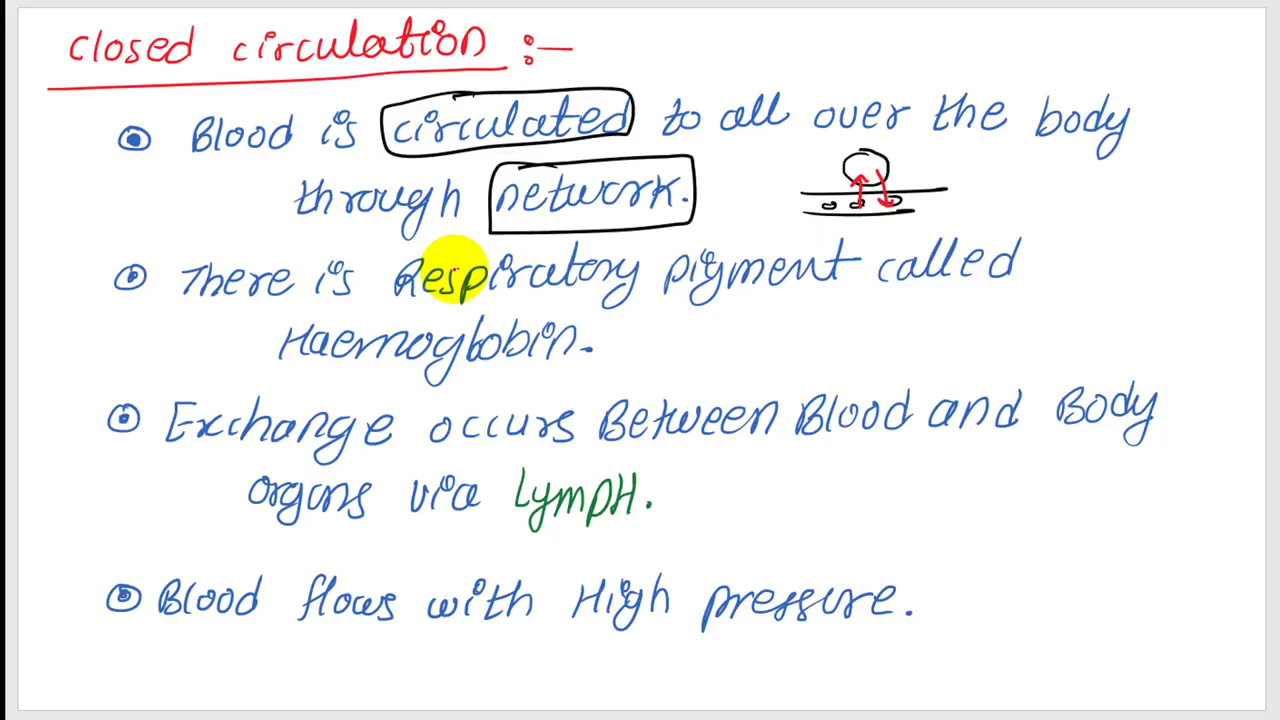 Closed circulation :-
Blood is circulated to all over the body
through network.
There is Respiratory pigment called
Haemoglobin.
Exchange occurs Between Blood and Body
organs via LymPH.
Blood flows with High pressure.